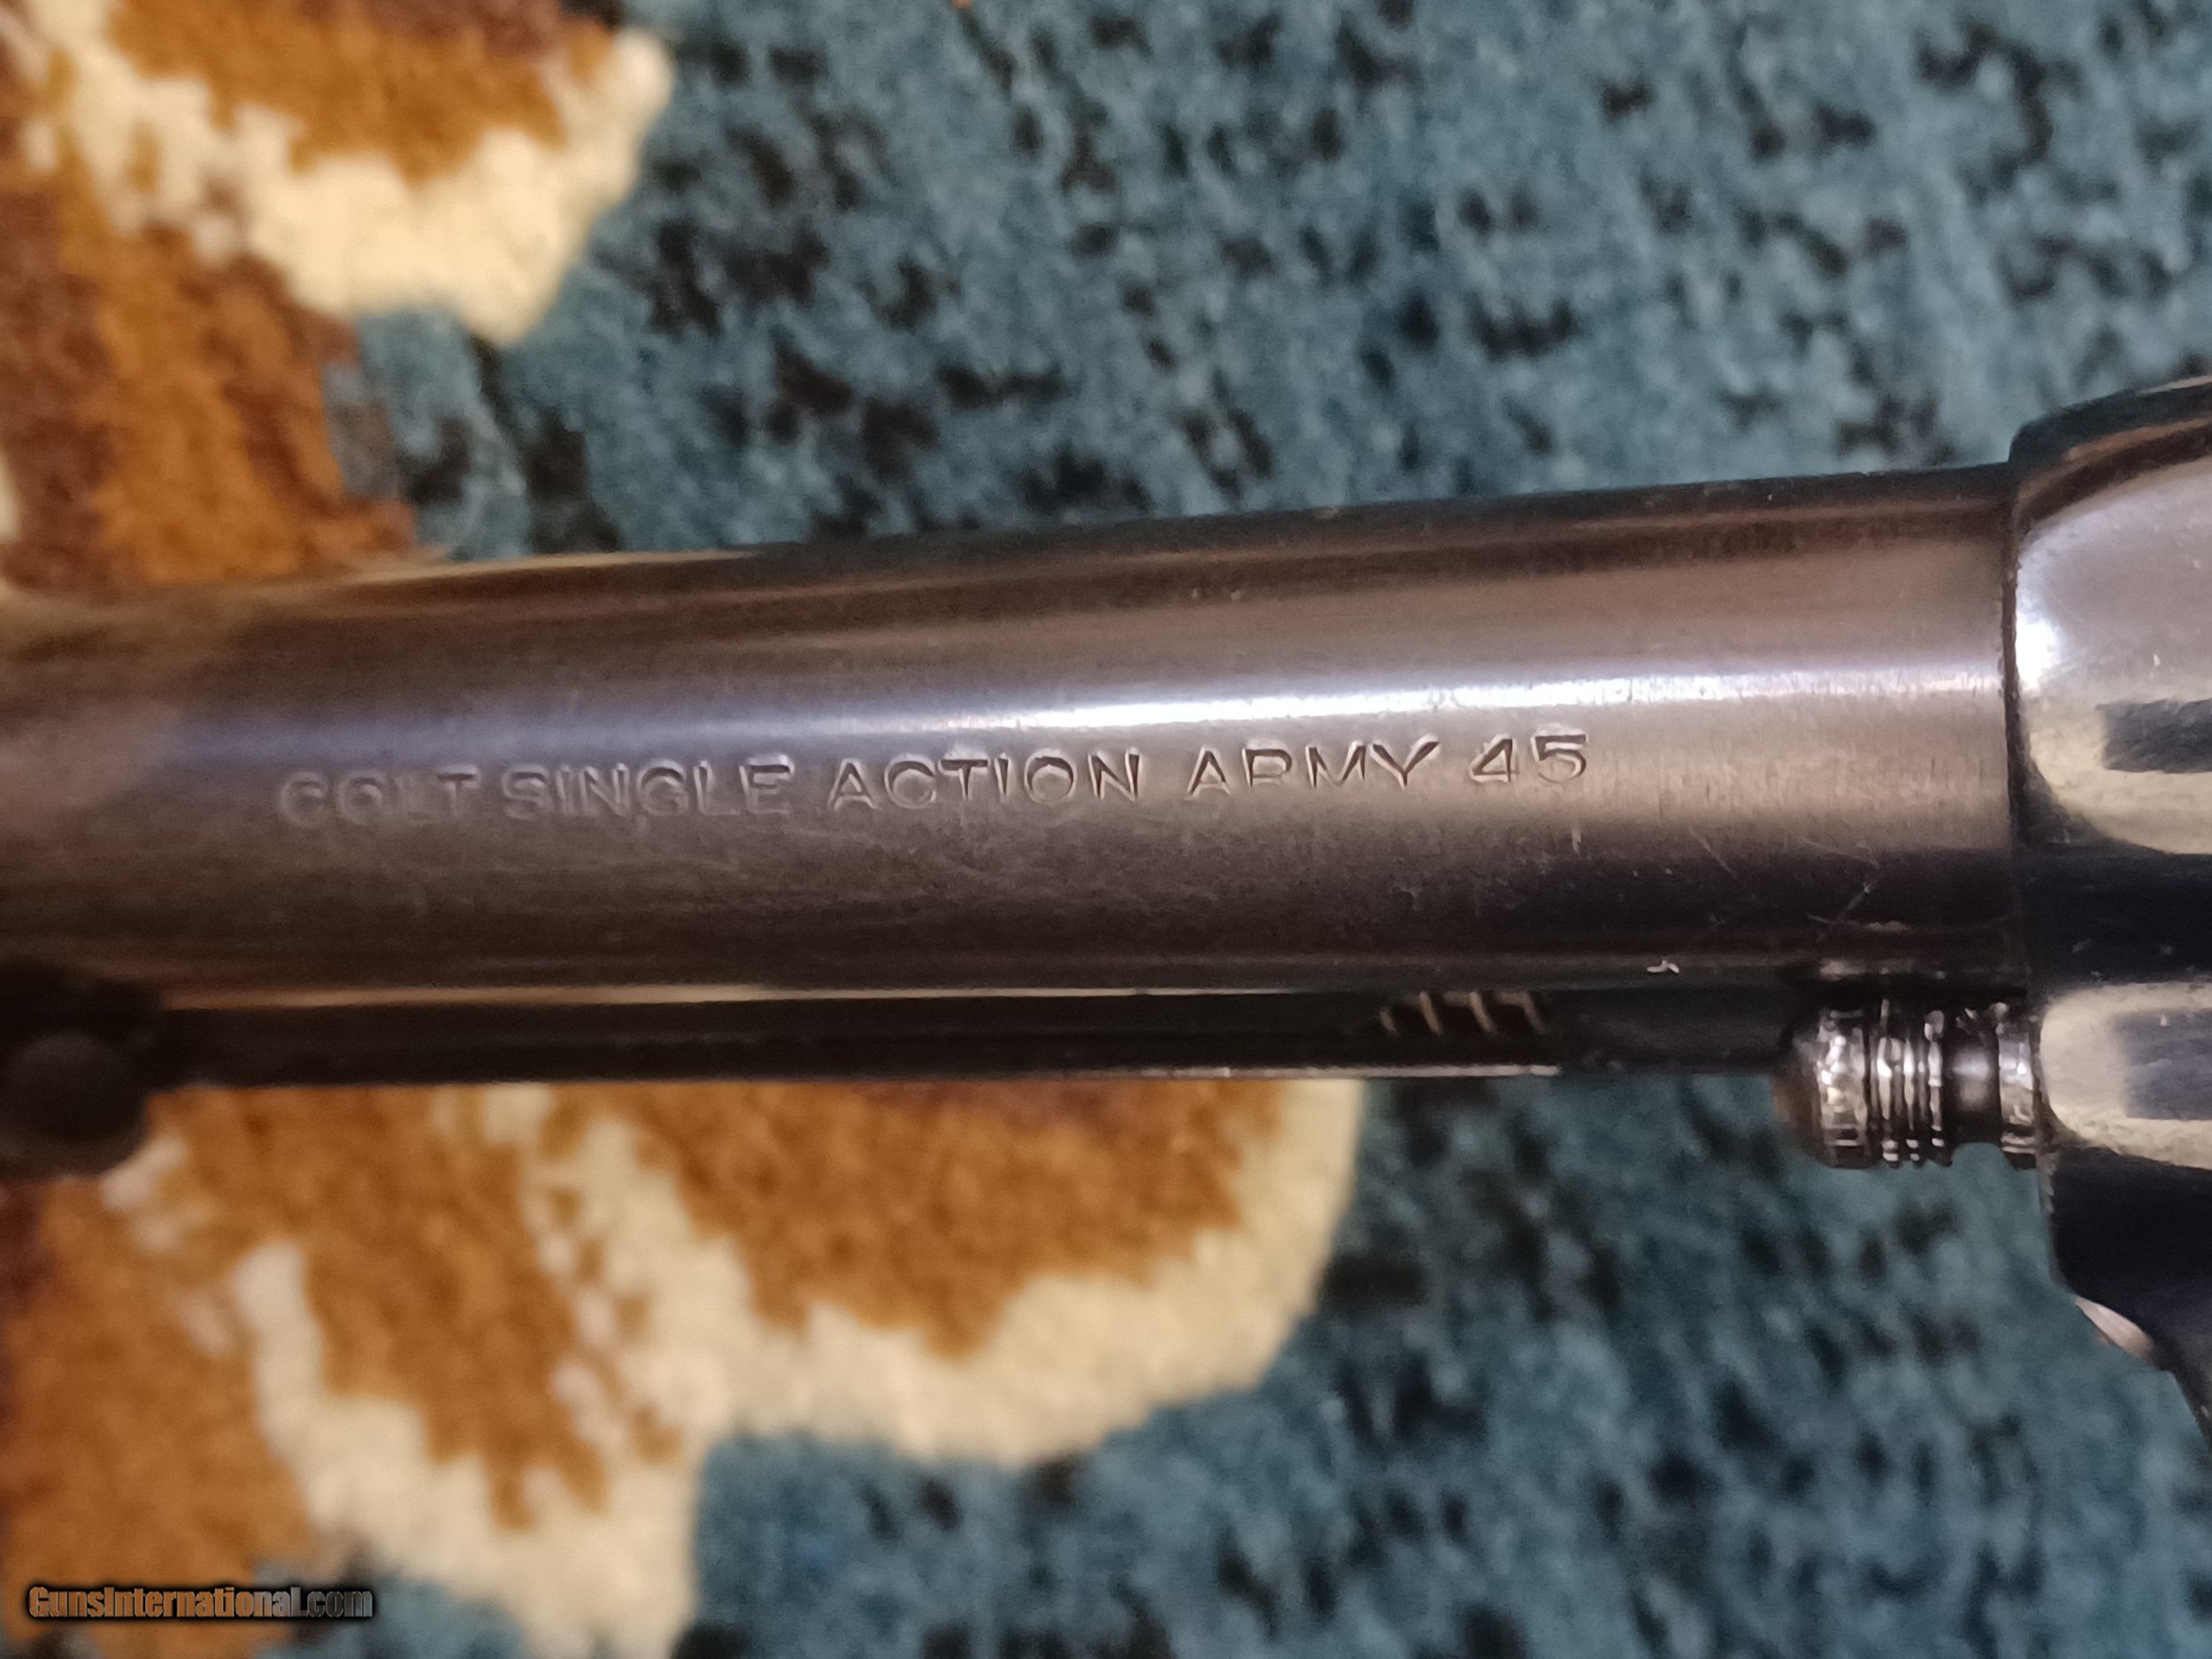 COLT SINGLE ACTION ARMY 45
GunsInternational.com